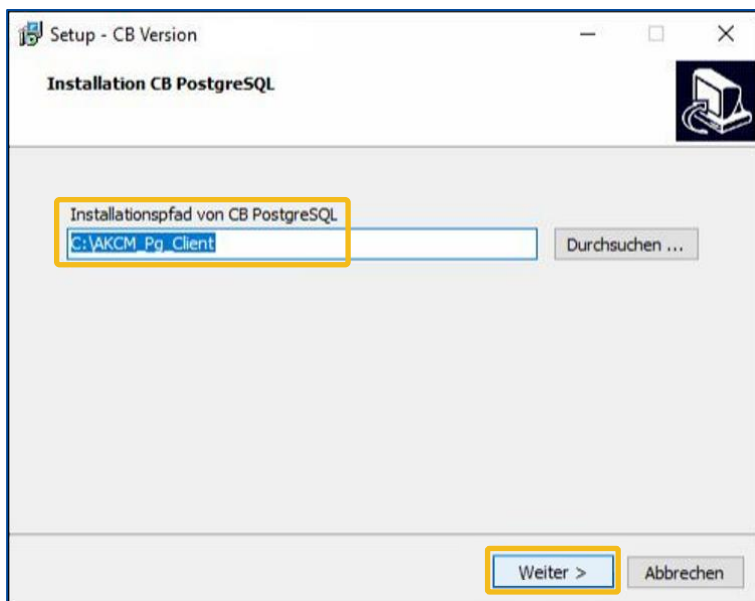 Setup - CB Version
Installation CB PostgreSQL
Installationspfad von CB PostgreSQL
C:\AKCM_Pg_Client
Durchsuchen ...
Weiter >
Abbrechen